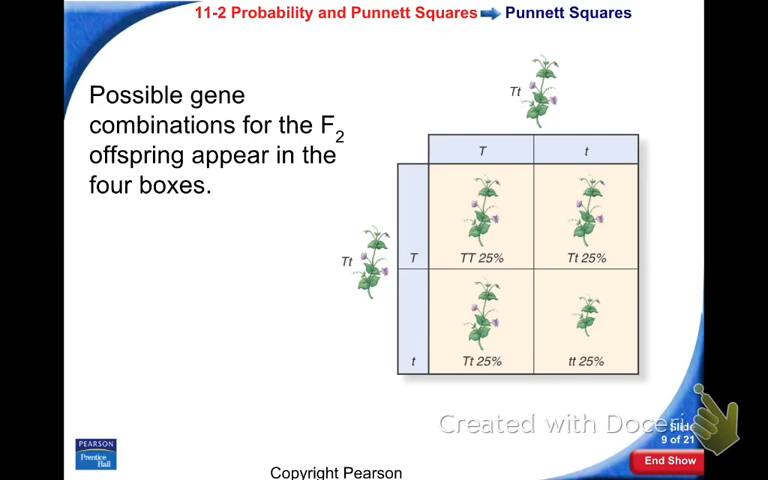 11-2 Probability and Punnett Squares Punnett Squares
Possible gene
combinations for the F2
offspring appear in the
four boxes.
Tt
T t
Tt
T
TT 25% Tt 25%
t
Tt 25% tt 25%
Created with Doceri
Slide
9 of 21
End Show
PEARSON
Prentice
Hall
Copyright Pearson